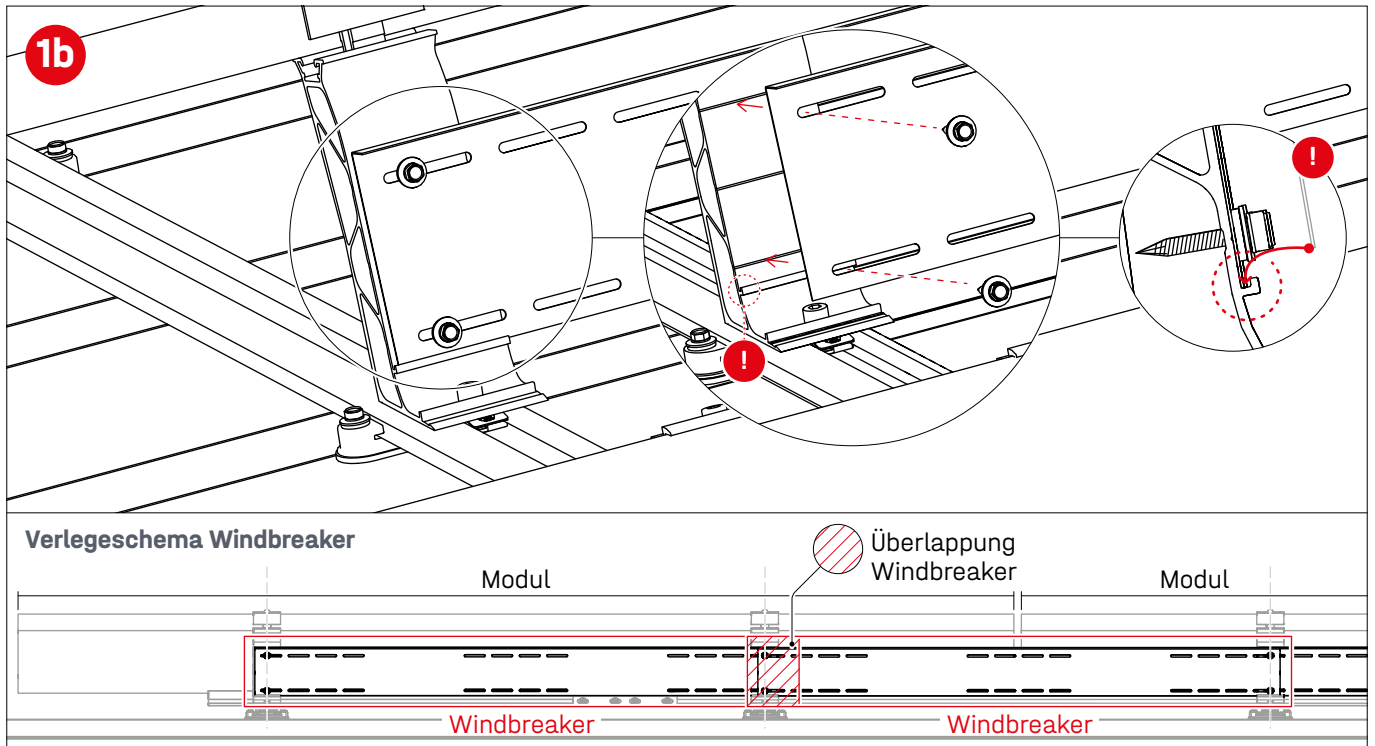 1b
!
!
Verlegeschema Windbreaker
Überlappung
Windbreaker
Modul
Modul
Windbreaker
Windbreaker